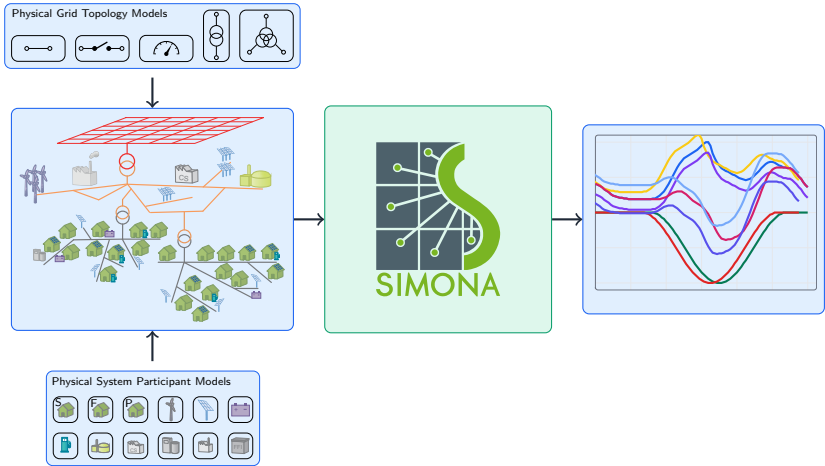 Physical Grid Topology Models
CS
SIMONA
Physical System Participant Models
S
F
P